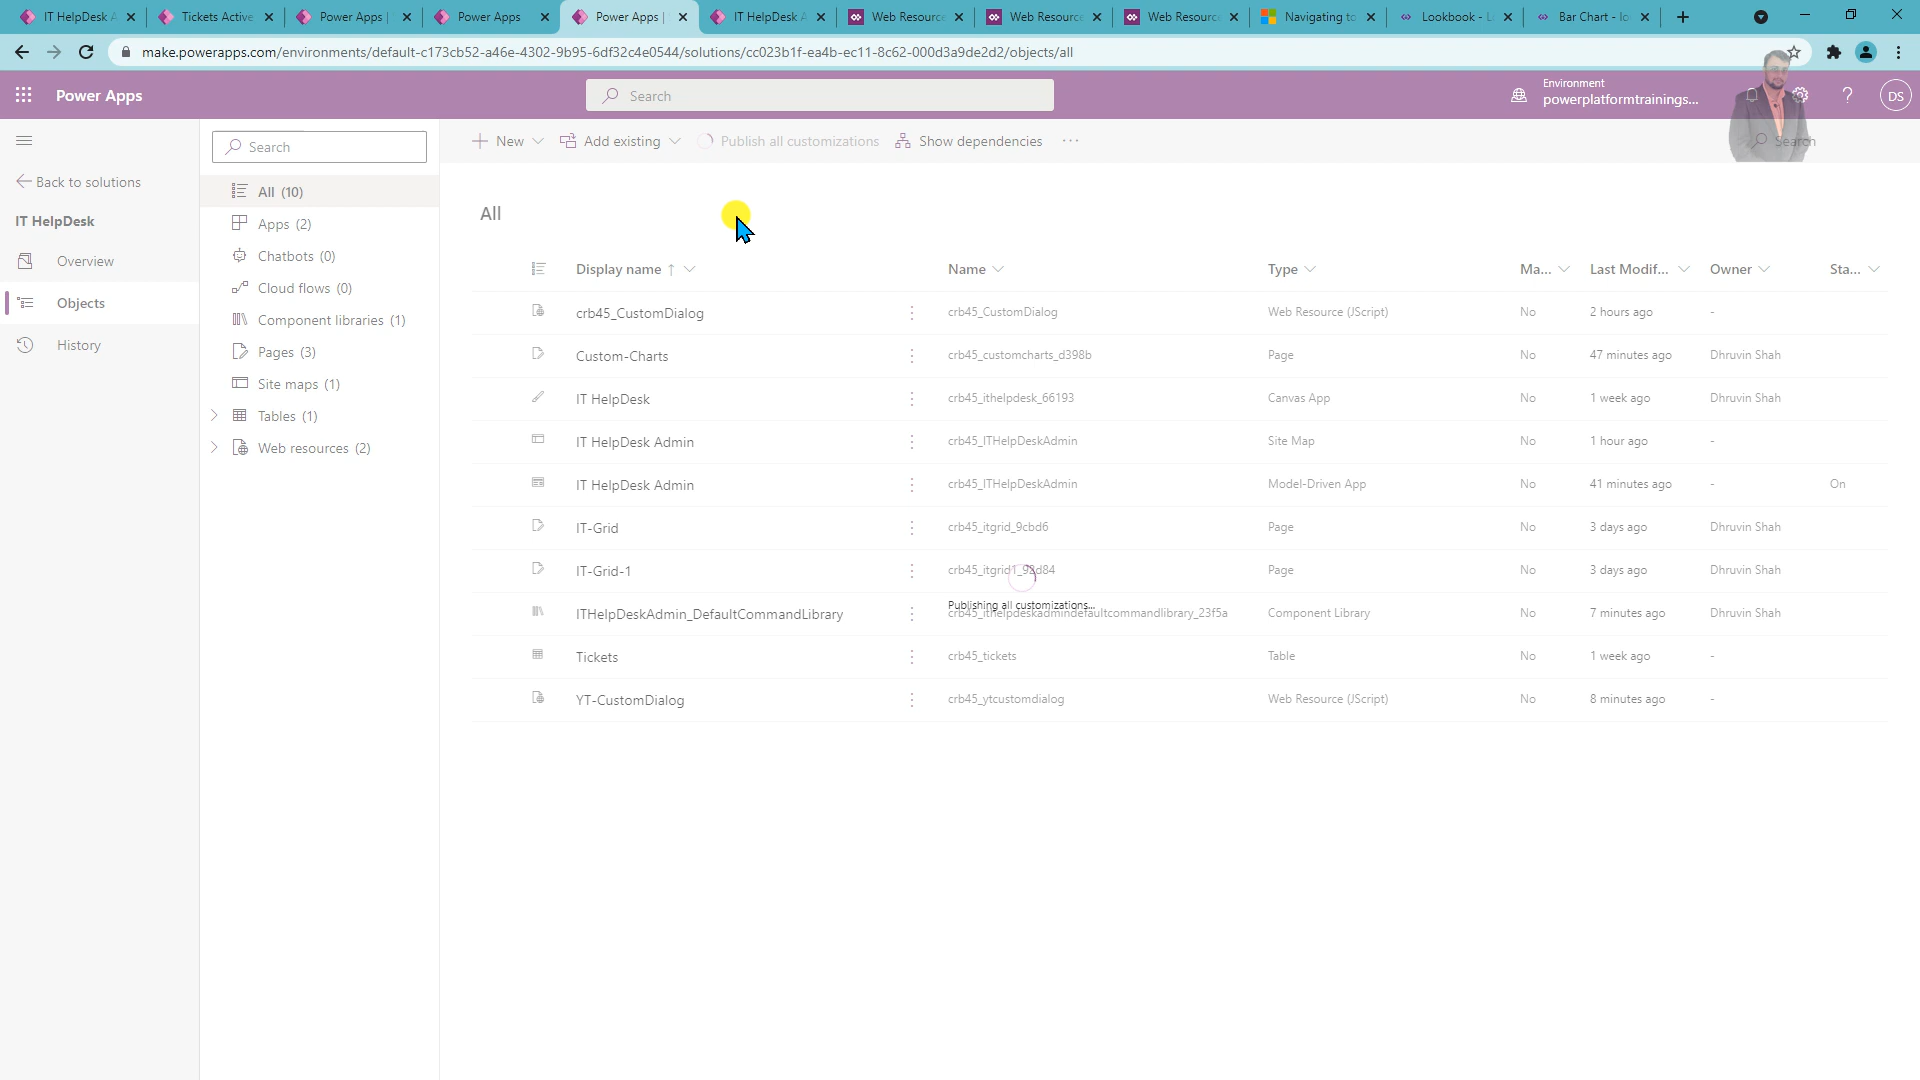 IT HelpDesk A
Tickets Active
Power Apps |
Power Apps
Power Apps |
IT HelpDesk A
Web Resource
Web Resource
Web Resource
Navigating to
Lookbook - L
Bar Chart - lo
make.powerapps.com/environments/default-c173cb52-a46e-4302-9b95-6df32c4e0544/solutions/cc023b1f-ea4b-ec11-8c62-000d3a9de2d2/objects/all
Power Apps
Search
Environment
powerplatformtrainings...
?
DS
Search
New
Add existing
Publish all customizations
Show dependencies
...
Search
Back to solutions
IT HelpDesk
Overview
Objects
History
All (10)
Apps (2)
Chatbots (0)
Cloud flows (0)
Component libraries (1)
Pages (3)
Site maps (1)
Tables (1)
Web resources (2)
All
Display name ↑ Name Type Ma... Last Modif... Owner Sta...
crb45_CustomDialog crb45_CustomDialog Web Resource (JScript) No 2 hours ago -
Custom-Charts crb45_customcharts_d398b Page No 47 minutes ago Dhruvin Shah
IT HelpDesk crb45_ithelpdesk_66193 Canvas App No 1 week ago Dhruvin Shah
IT HelpDesk Admin crb45_ITHelpDeskAdmin Site Map No 1 hour ago -
IT HelpDesk Admin crb45_ITHelpDeskAdmin Model-Driven App No 41 minutes ago - On
IT-Grid crb45_itgrid_9cbd6 Page No 3 days ago Dhruvin Shah
IT-Grid-1 crb45_itgrid1_92d84 Page No 3 days ago Dhruvin Shah
Publishing all customizations...
ITHelpDeskAdmin_DefaultCommandLibrary crb45_ithelpdeskadmindefaultcommandlibrary_23f5a Component Library No 7 minutes ago Dhruvin Shah
Tickets crb45_tickets Table No 1 week ago -
YT-CustomDialog crb45_ytcustomdialog Web Resource (JScript) No 8 minutes ago -